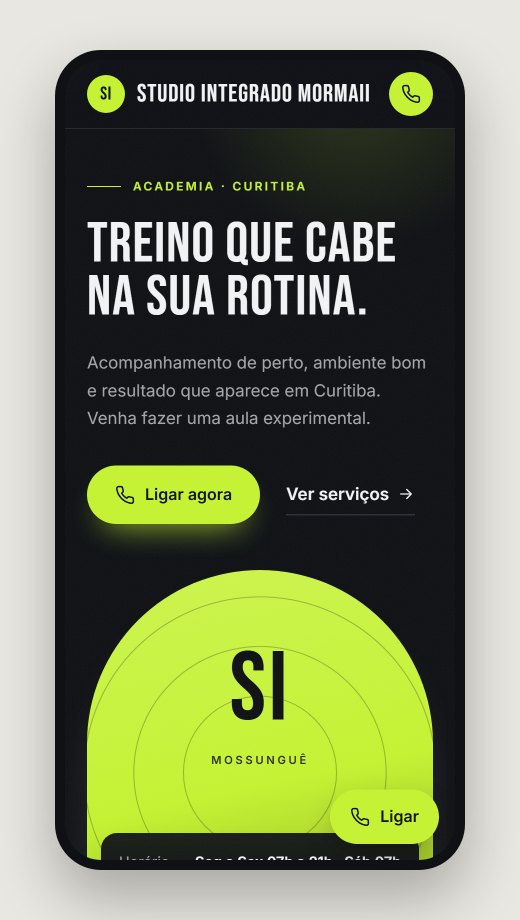 SI STUDIO INTEGRADO MORMAII
ACADEMIA · CURITIBA
TREINO QUE CABE
NA SUA ROTINA.
Acompanhamento de perto, ambiente bom
e resultado que aparece em Curitiba.
Venha fazer uma aula experimental.
Ligar agora
Ver serviços →
SI
MOSSUNGUÊ
Ligar
Horário